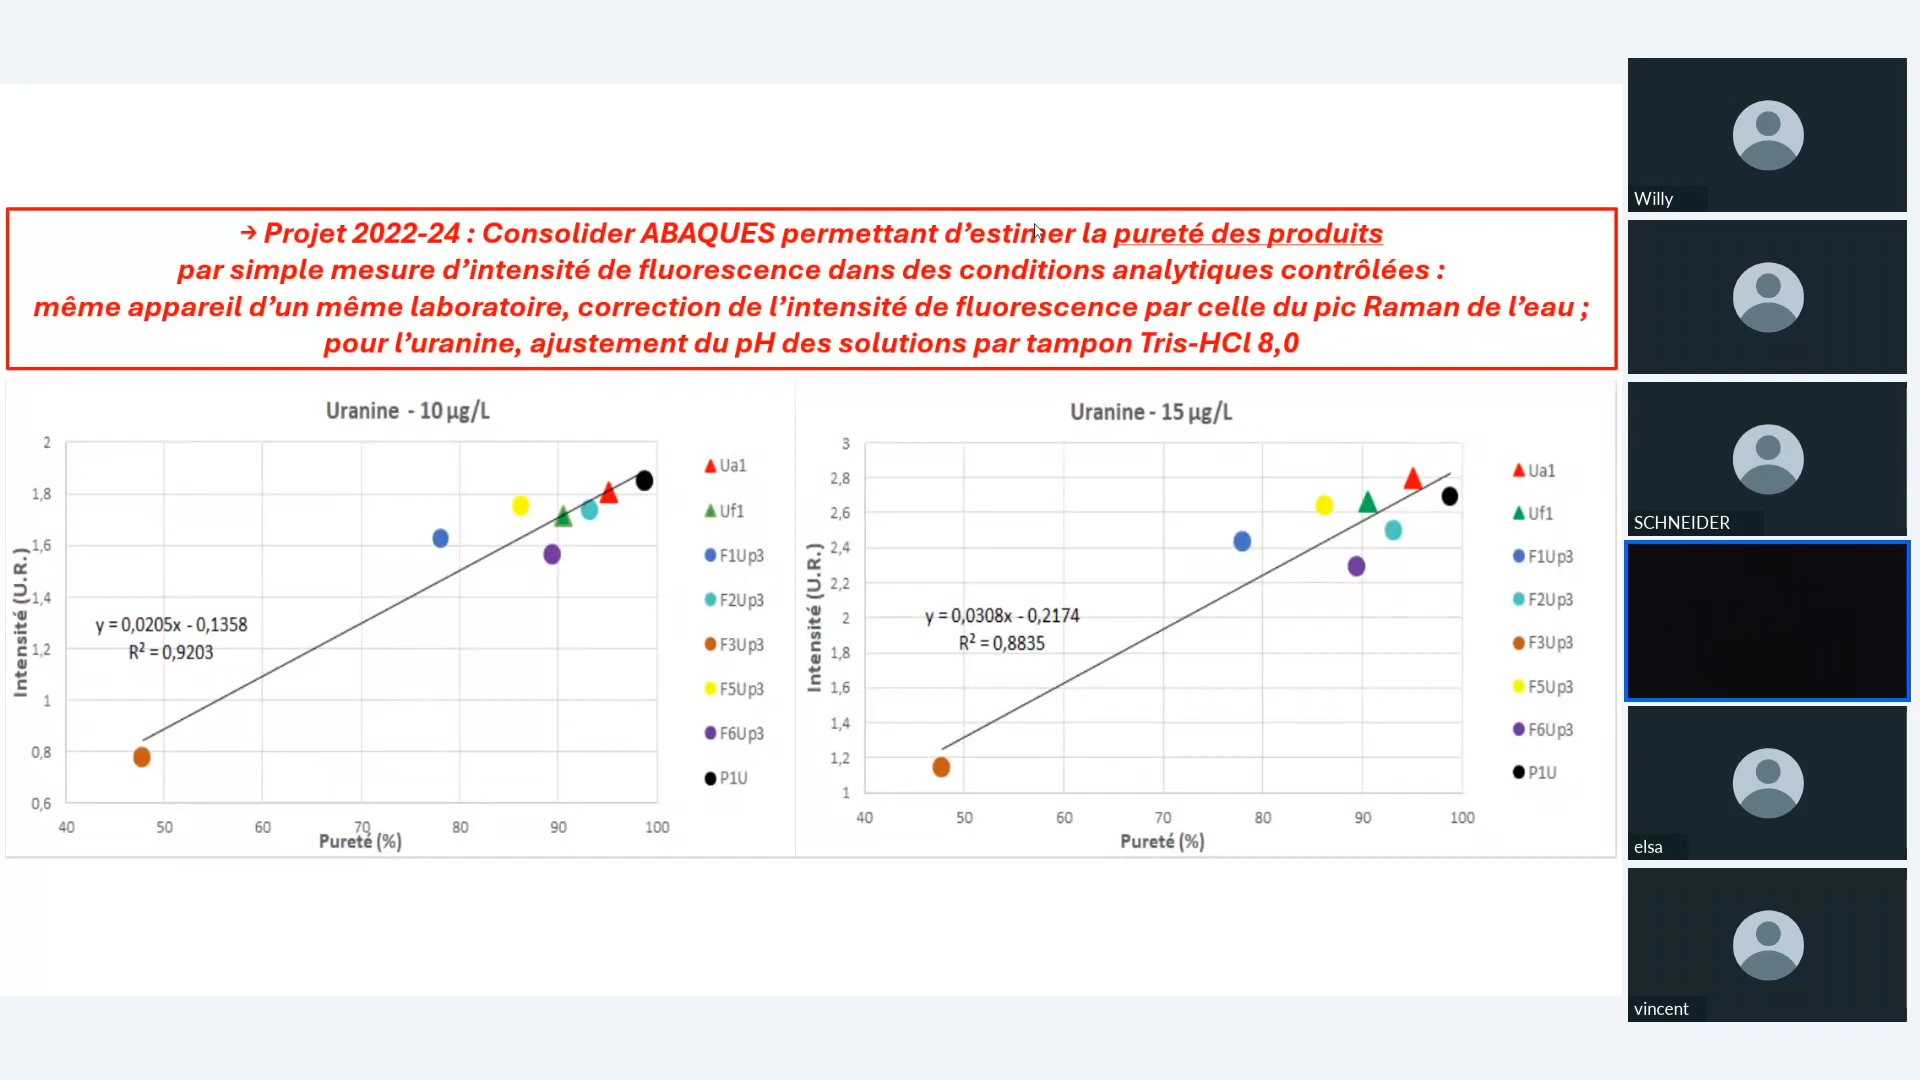 → Projet 2022-24 : Consolider ABAQUES permettant d'estimer la pureté des produits
par simple mesure d'intensité de fluorescence dans des conditions analytiques contrôlées :
même appareil d'un même laboratoire, correction de l'intensité de fluorescence par celle du pic Raman de l'eau ;
pour l'uranine, ajustement du pH des solutions par tampon Tris-HCl 8,0
Uranine - 10 µg/L
2
1,8
1,6
1,4
1,2
1
0,8
0,6
Intensité (U.R.)
y = 0,0205x - 0,1358
R² = 0,9203
40 50 60 70 80 90 100
Pureté (%)
Ua1
Uf1
F1Up3
F2Up3
F3Up3
F5Up3
F6Up3
P1U
Uranine - 15 µg/L
3
2,8
2,6
2,4
2,2
2
1,8
1,6
1,4
1,2
1
Intensité (U.R.)
y = 0,0308x - 0,2174
R² = 0,8835
40 50 60 70 80 90 100
Pureté (%)
Ua1
Uf1
F1Up3
F2Up3
F3Up3
F5Up3
F6Up3
P1U
Willy
SCHNEIDER
elsa
vincent